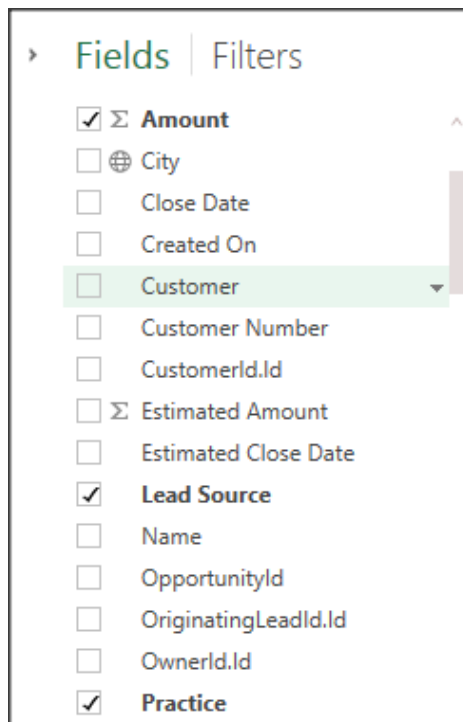 Fields | Filters
Σ Amount
City
Close Date
Created On
Customer
Customer Number
CustomerId.Id
Σ Estimated Amount
Estimated Close Date
Lead Source
Name
OpportunityId
OriginatingLeadId.Id
OwnerId.Id
Practice